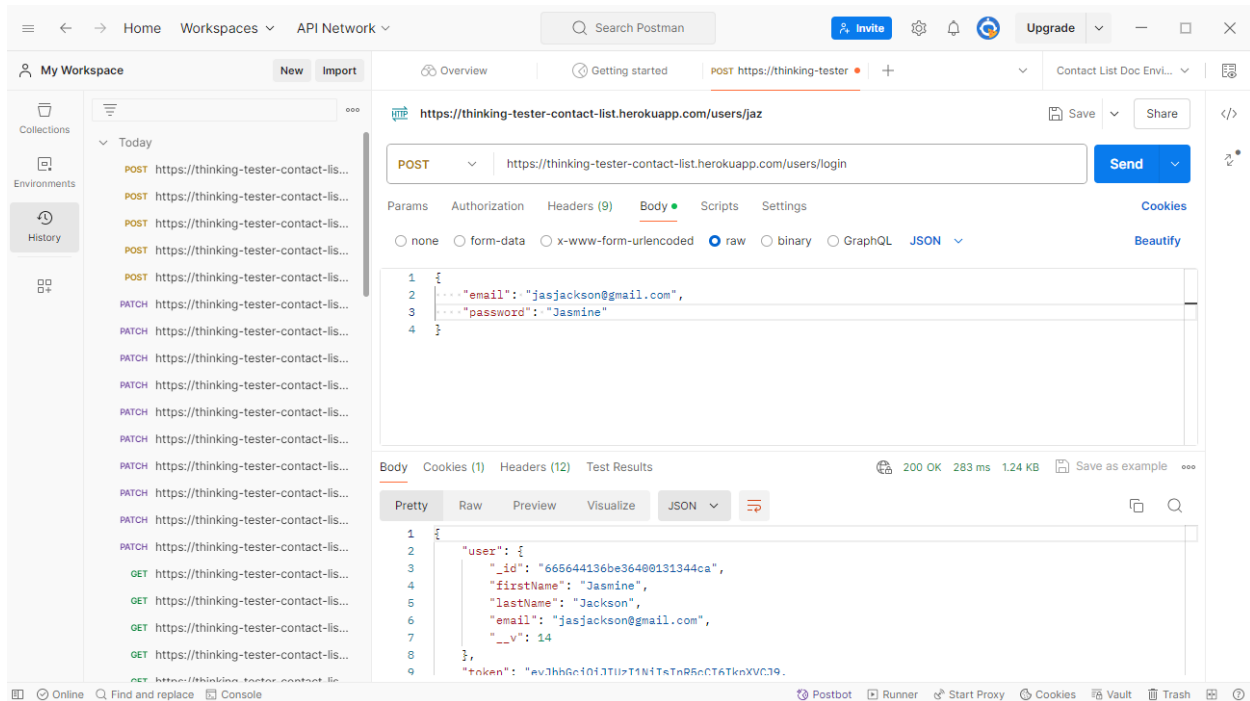 Home Workspaces API Network Search Postman Invite Upgrade
My Workspace New Import Overview Getting started POST https://thinking-tester + Contact List Doc Envi...
Collections
Environments
History
Today
POST https://thinking-tester-contact-lis...
POST https://thinking-tester-contact-lis...
POST https://thinking-tester-contact-lis...
POST https://thinking-tester-contact-lis...
POST https://thinking-tester-contact-lis...
PATCH https://thinking-tester-contact-lis...
PATCH https://thinking-tester-contact-lis...
PATCH https://thinking-tester-contact-lis...
PATCH https://thinking-tester-contact-lis...
PATCH https://thinking-tester-contact-lis...
PATCH https://thinking-tester-contact-lis...
PATCH https://thinking-tester-contact-lis...
PATCH https://thinking-tester-contact-lis...
PATCH https://thinking-tester-contact-lis...
PATCH https://thinking-tester-contact-lis...
GET https://thinking-tester-contact-lis...
GET https://thinking-tester-contact-lis...
GET https://thinking-tester-contact-lis...
GET https://thinking-tester-contact-lis...
GET https://thinking-tester-contact-lis...
HTTP https://thinking-tester-contact-list.herokuapp.com/users/jaz Save Share </>
POST https://thinking-tester-contact-list.herokuapp.com/users/login Send
Params Authorization Headers (9) Body Scripts Settings Cookies
none form-data x-www-form-urlencoded raw binary GraphQL JSON Beautify
1 {
2 "email": "jasjackson@gmail.com",
3 "password": "Jasmine"
4 }
Body Cookies (1) Headers (12) Test Results 200 OK 283 ms 1.24 KB Save as example
Pretty Raw Preview Visualize JSON
1 {
2 "user": {
3 "_id": "665644136be36400131344ca",
4 "firstName": "Jasmine",
5 "lastName": "Jackson",
6 "email": "jasjackson@gmail.com",
7 "__v": 14
8 },
9 "token": "eyJhbGciOiJIUzI1NiIsInR5cCI6IkpXVCJ9.
Online Find and replace Console Postbot Runner Start Proxy Cookies Vault Trash